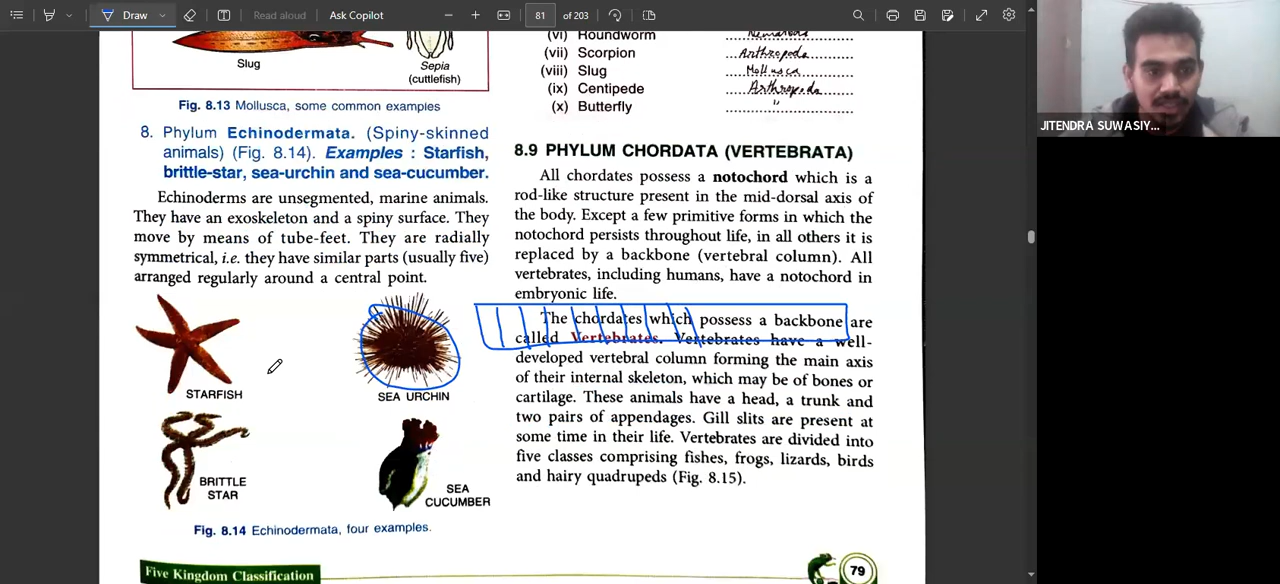 Draw
Read aloud
Ask Copilot
81
of 203
Slug
Sepia
(cuttlefish)
Fig. 8.13 Mollusca, some common examples
8. Phylum Echinodermata. (Spiny-skinned
animals) (Fig. 8.14). Examples : Starfish,
brittle-star, sea-urchin and sea-cucumber.
Echinoderms are unsegmented, marine animals.
They have an exoskeleton and a spiny surface. They
move by means of tube-feet. They are radially
symmetrical, i.e. they have similar parts (usually five)
arranged regularly around a central point.
STARFISH
SEA URCHIN
BRITTLE
STAR
SEA
CUCUMBER
Fig. 8.14 Echinodermata, four examples.
Five Kingdom Classification
(vi) Roundworm
(vii) Scorpion Arthropoda
(viii) Slug Mollusca
(ix) Centipede Arthropoda
(x) Butterfly "
8.9 PHYLUM CHORDATA (VERTEBRATA)
All chordates possess a notochord which is a
rod-like structure present in the mid-dorsal axis of
the body. Except a few primitive forms in which the
notochord persists throughout life, in all others it is
replaced by a backbone (vertebral column). All
vertebrates, including humans, have a notochord in
embryonic life.
The chordates which possess a backbone are
called Vertebrates. Vertebrates have a well-
developed vertebral column forming the main axis
of their internal skeleton, which may be of bones or
cartilage. These animals have a head, a trunk and
two pairs of appendages. Gill slits are present at
some time in their life. Vertebrates are divided into
five classes comprising fishes, frogs, lizards, birds
and hairy quadrupeds (Fig. 8.15).
79
JITENDRA SUWASIY...